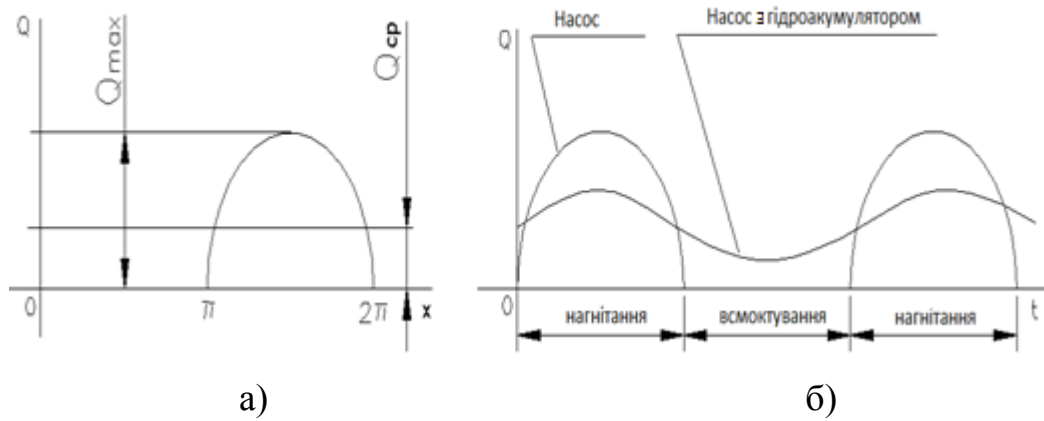 Q
Qmax
Qср
0
π
2π
x
а)
Насос
Насос з гідроакумулятором
Q
0
нагнітання
всмоктування
нагнітання
t
б)